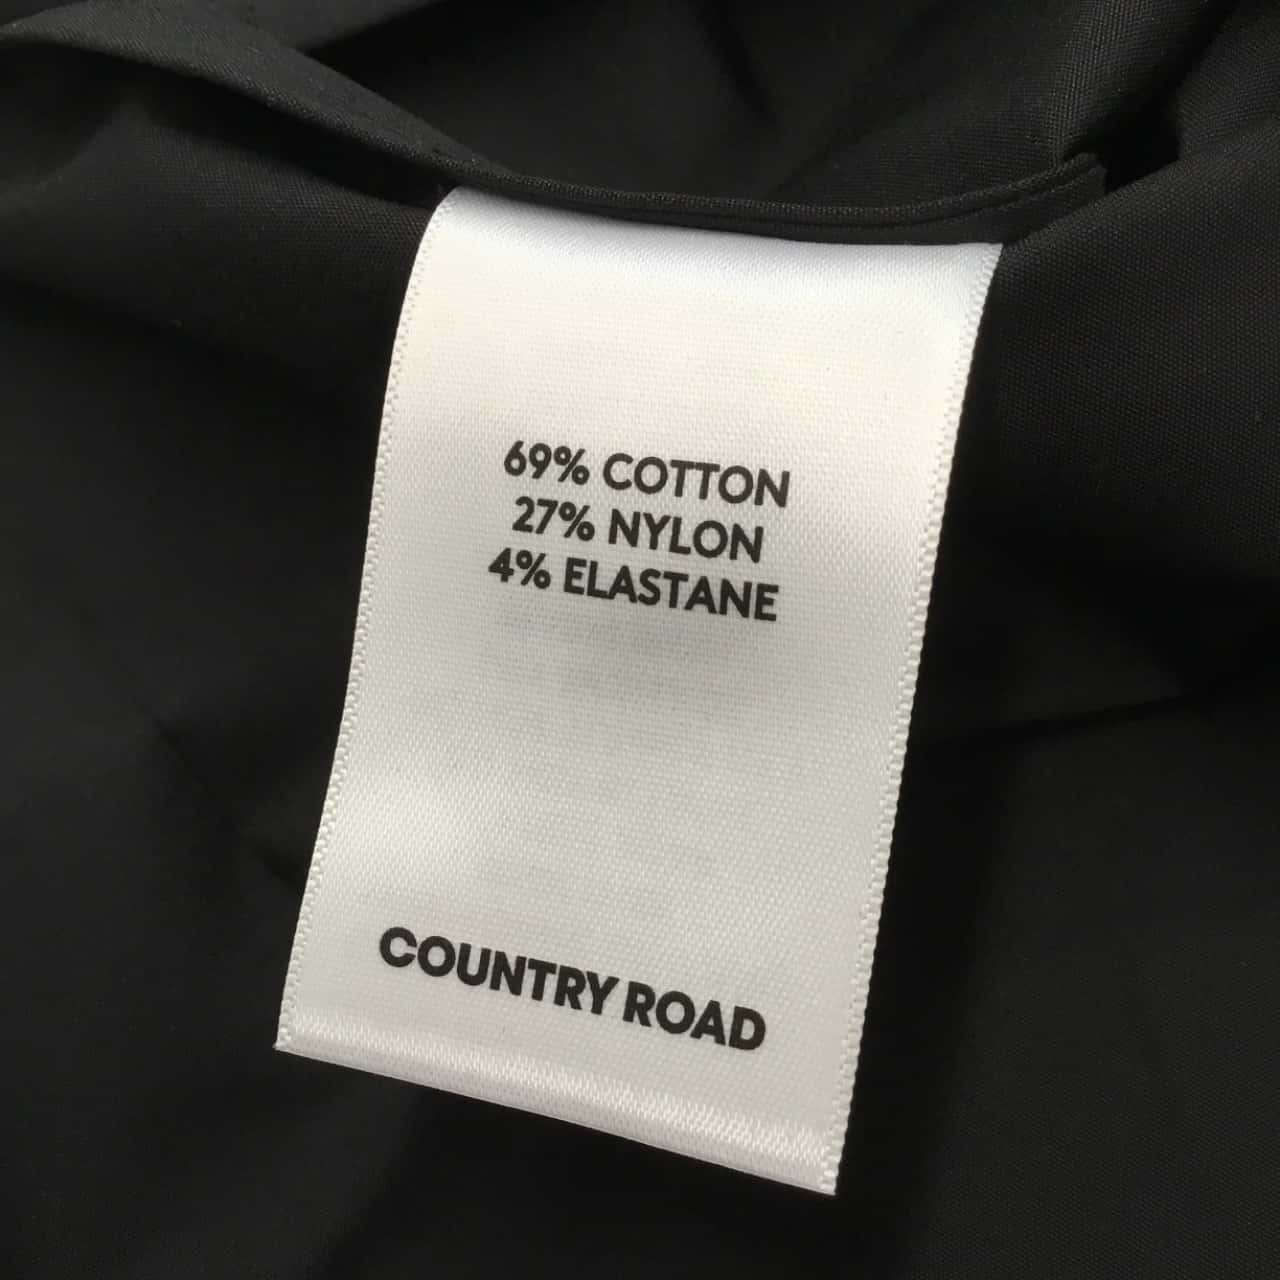 69% COTTON
27% NYLON
4% ELASTANE
COUNTRY ROAD